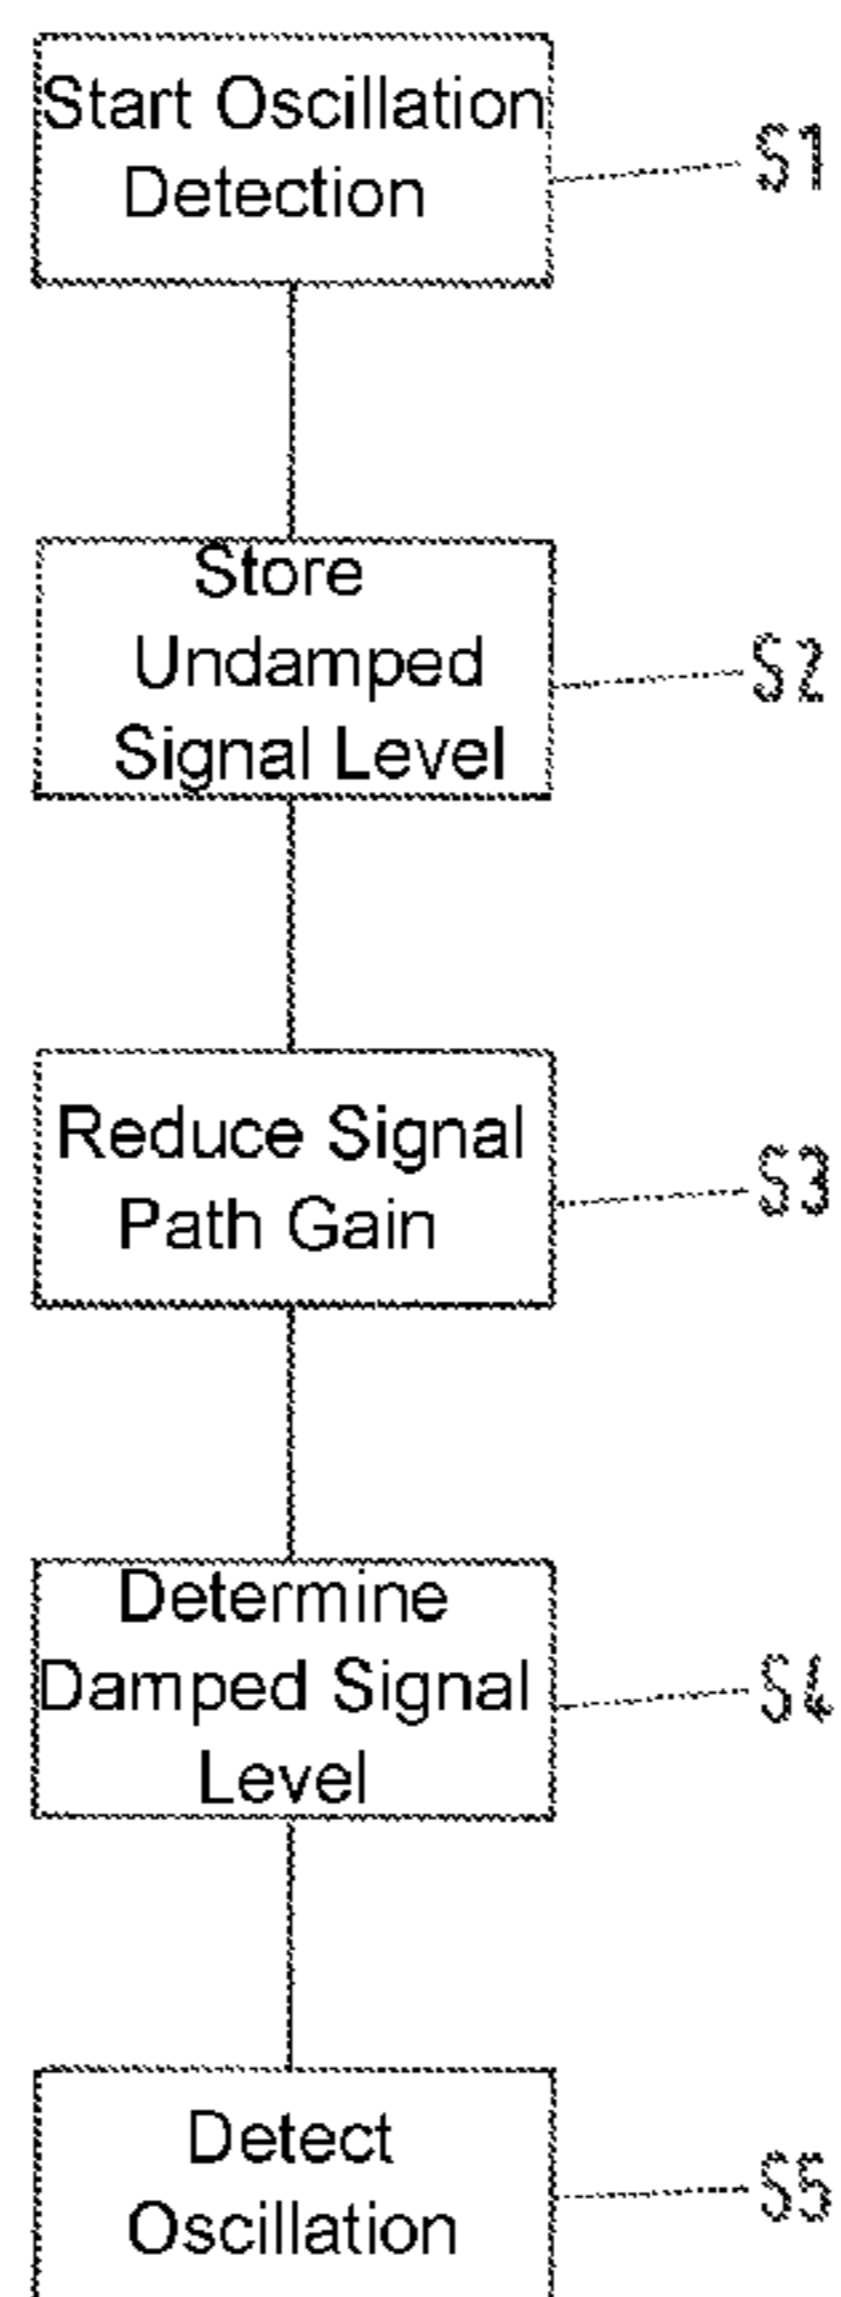 Start Oscillation
Detection
S1
Store
Undamped
Signal Level
S2
Reduce Signal
Path Gain
S3
Determine
Damped Signal
Level
S4
Detect
Oscillation
S5